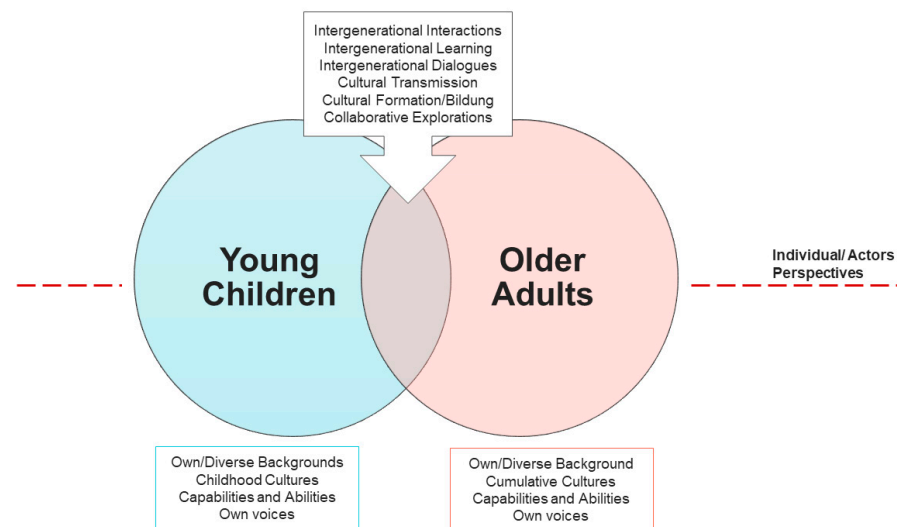 Intergenerational Interactions
Intergenerational Learning
Intergenerational Dialogues
Cultural Transmission
Cultural Formation/Bildung
Collaborative Explorations
Young
Children
Older
Adults
Individual/Actors
Perspectives
Own/Diverse Backgrounds
Childhood Cultures
Capabilities and Abilities
Own voices
Own/Diverse Background
Cumulative Cultures
Capabilities and Abilities
Own voices